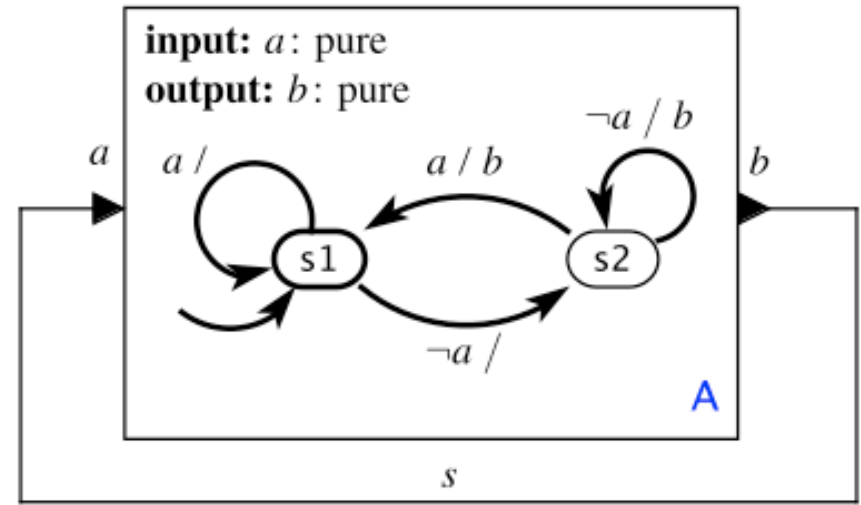 input: a: pure
output: b: pure
a
a /
a / b
¬a / b
b
s1
s2
¬a /
A
s